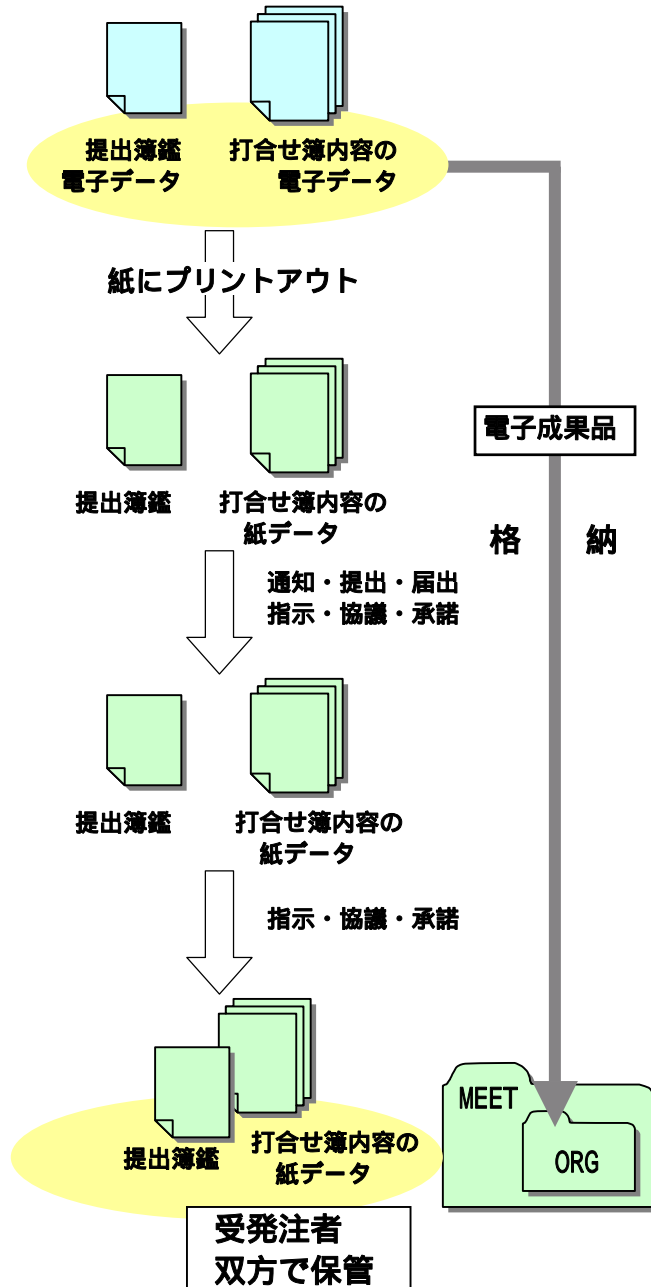 提出簿鑑
電子データ
打合せ簿内容の
電子データ
紙にプリントアウト
提出簿鑑
打合せ簿内容の
紙データ
電子成果品
格 納
通知・提出・届出
指示・協議・承諾
提出簿鑑
打合せ簿内容の
紙データ
指示・協議・承諾
提出簿鑑
打合せ簿内容の
紙データ
MEET
ORG
受発注者
双方で保管